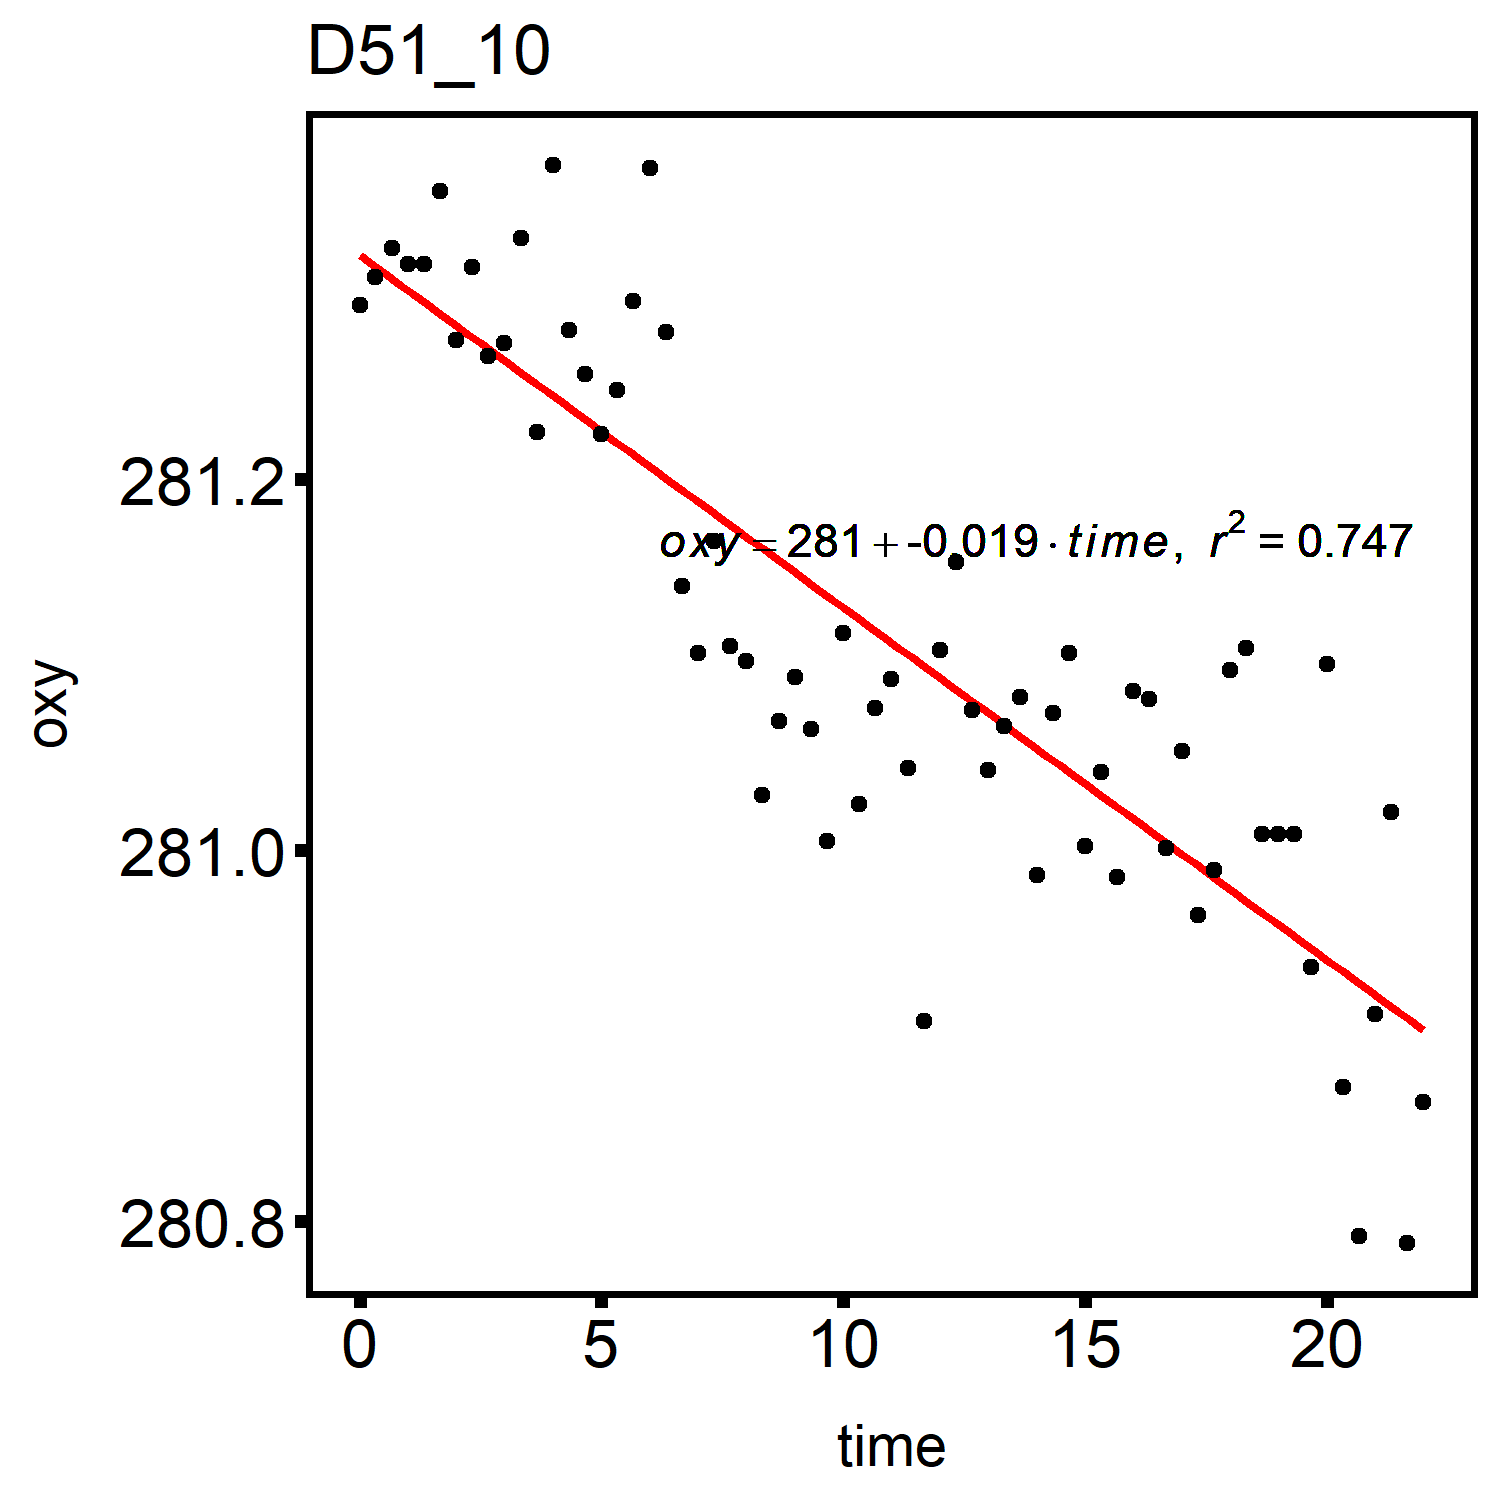 D51_10
281.2
oxy = 281 + -0.019 · time, r² = 0.747
oxy
281.0
280.8
0 5 10 15 20
time